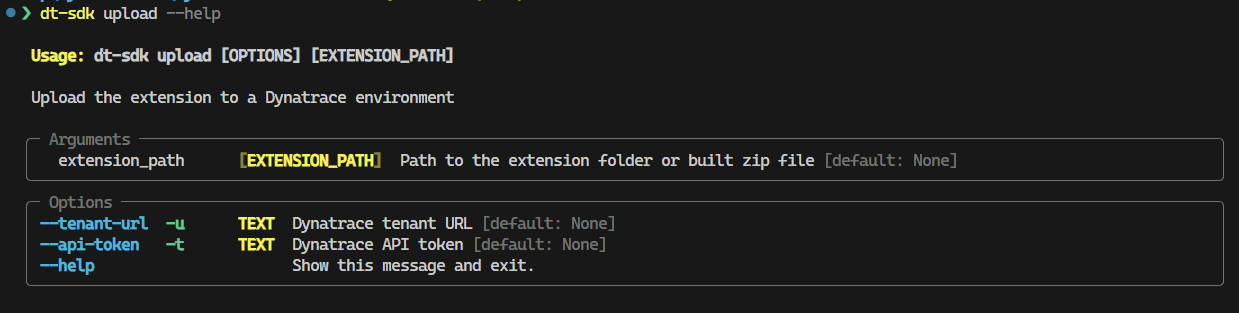 ❯ dt-sdk upload --help
Usage: dt-sdk upload [OPTIONS] [EXTENSION_PATH]
Upload the extension to a Dynatrace environment
Arguments
extension_path [EXTENSION_PATH] Path to the extension folder or built zip file [default: None]
Options
--tenant-url -u TEXT Dynatrace tenant URL [default: None]
--api-token -t TEXT Dynatrace API token [default: None]
--help Show this message and exit.